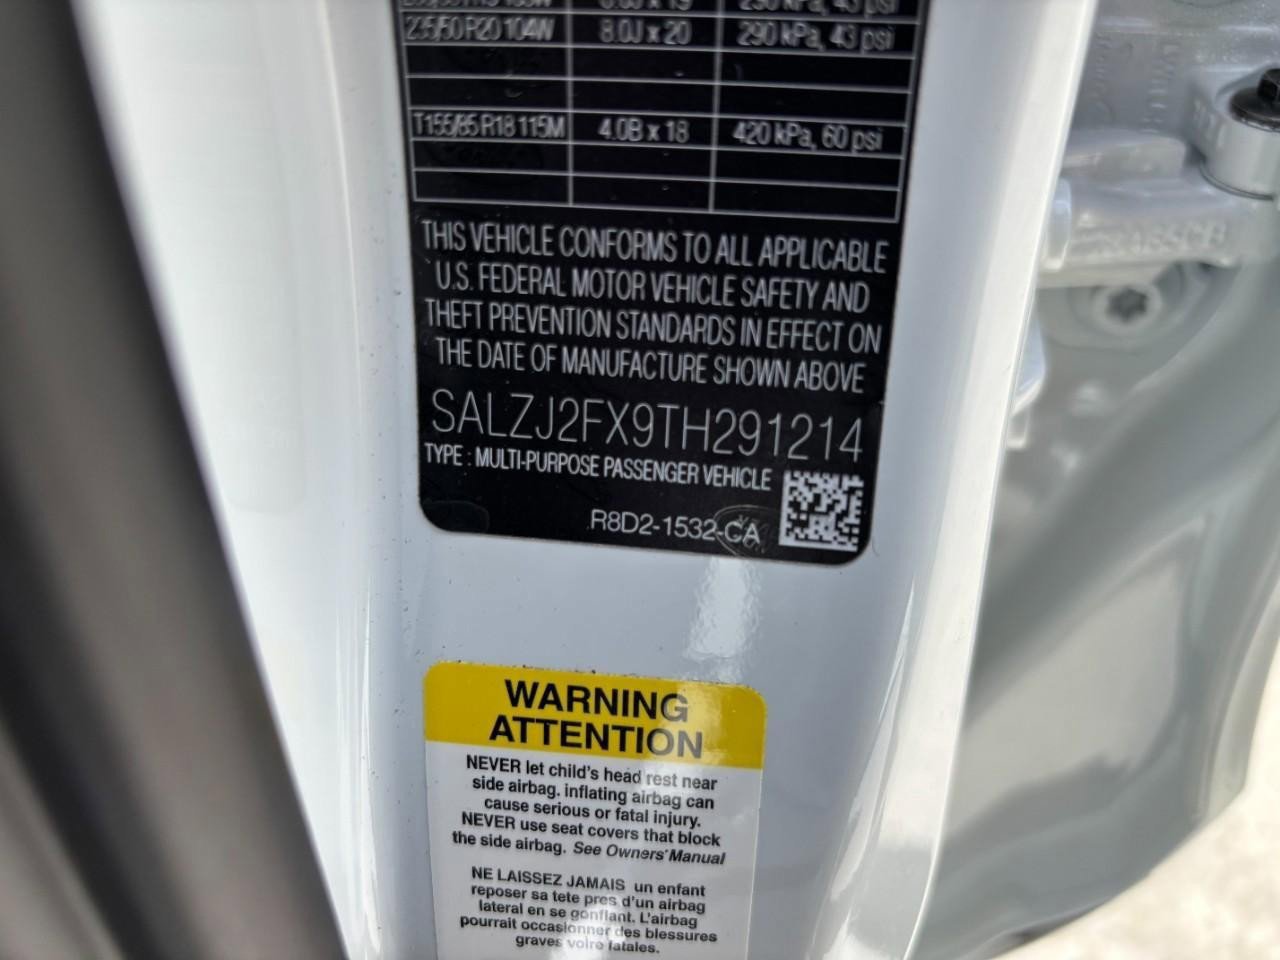 235/50 R20 104W 8.0J x 20 290 kPa, 43 psi
T155/85 R18 115M 4.0B x 18 420 kPa, 60 psi
THIS VEHICLE CONFORMS TO ALL APPLICABLE
U.S. FEDERAL MOTOR VEHICLE SAFETY AND
THEFT PREVENTION STANDARDS IN EFFECT ON
THE DATE OF MANUFACTURE SHOWN ABOVE
SALZJ2FX9TH291214
TYPE : MULTI-PURPOSE PASSENGER VEHICLE
R8D2-1532-CA
WARNING
ATTENTION
NEVER let child's head rest near
side airbag. inflating airbag can
cause serious or fatal injury.
NEVER use seat covers that block
the side airbag. See Owners' Manual
NE LAISSEZ JAMAIS un enfant
reposer sa tete pres d'un airbag
lateral en se gonflant. L'airbag
pourrait occasionner des blessures
graves voire fatales.